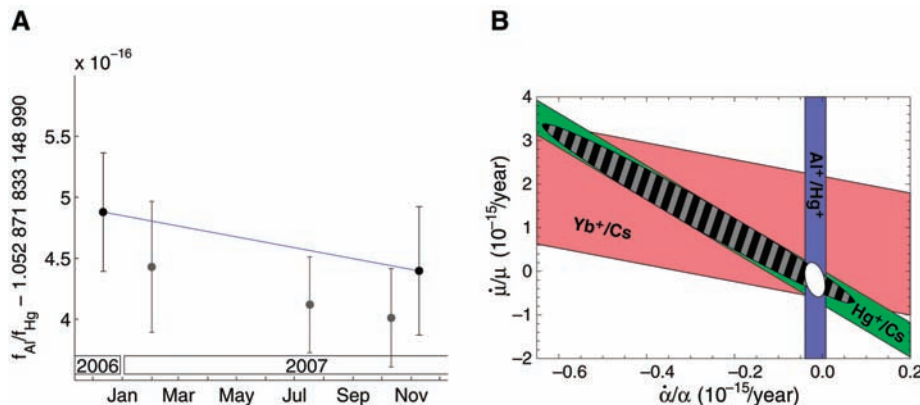 A
x 10⁻¹⁶
f_Al/f_Hg − 1.052 871 833 148 990
5.5
5
4.5
4
2006
2007
Jan Mar May Jul Sep Nov
B
μ̇/μ (10⁻¹⁵/year)
4
3
2
1
0
−1
−2
Al⁺/Hg⁺
Yb⁺/Cs
Hg⁺/Cs
−0.6 −0.4 −0.2 0.0 0.2
α̇/α (10⁻¹⁵/year)